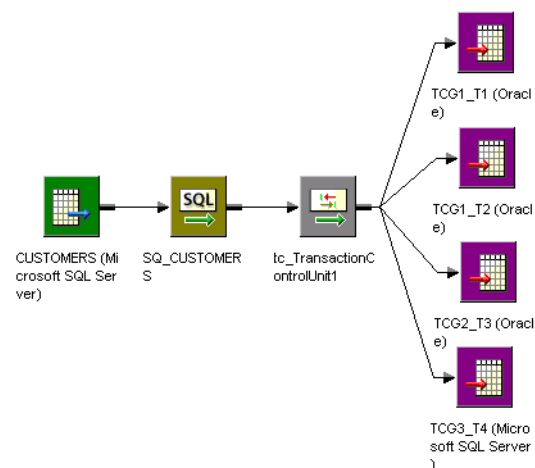 TCG1_T1 (Oracl
e)
TCG1_T2 (Oracl
e)
CUSTOMERS (Mi
crosoft SQL Ser
ver)
SQL
SQ_CUSTOMER
S
tc_TransactionC
ontrolUnit1
TCG2_T3 (Oracl
e)
TCG3_T4 (Micro
soft SQL Server
)